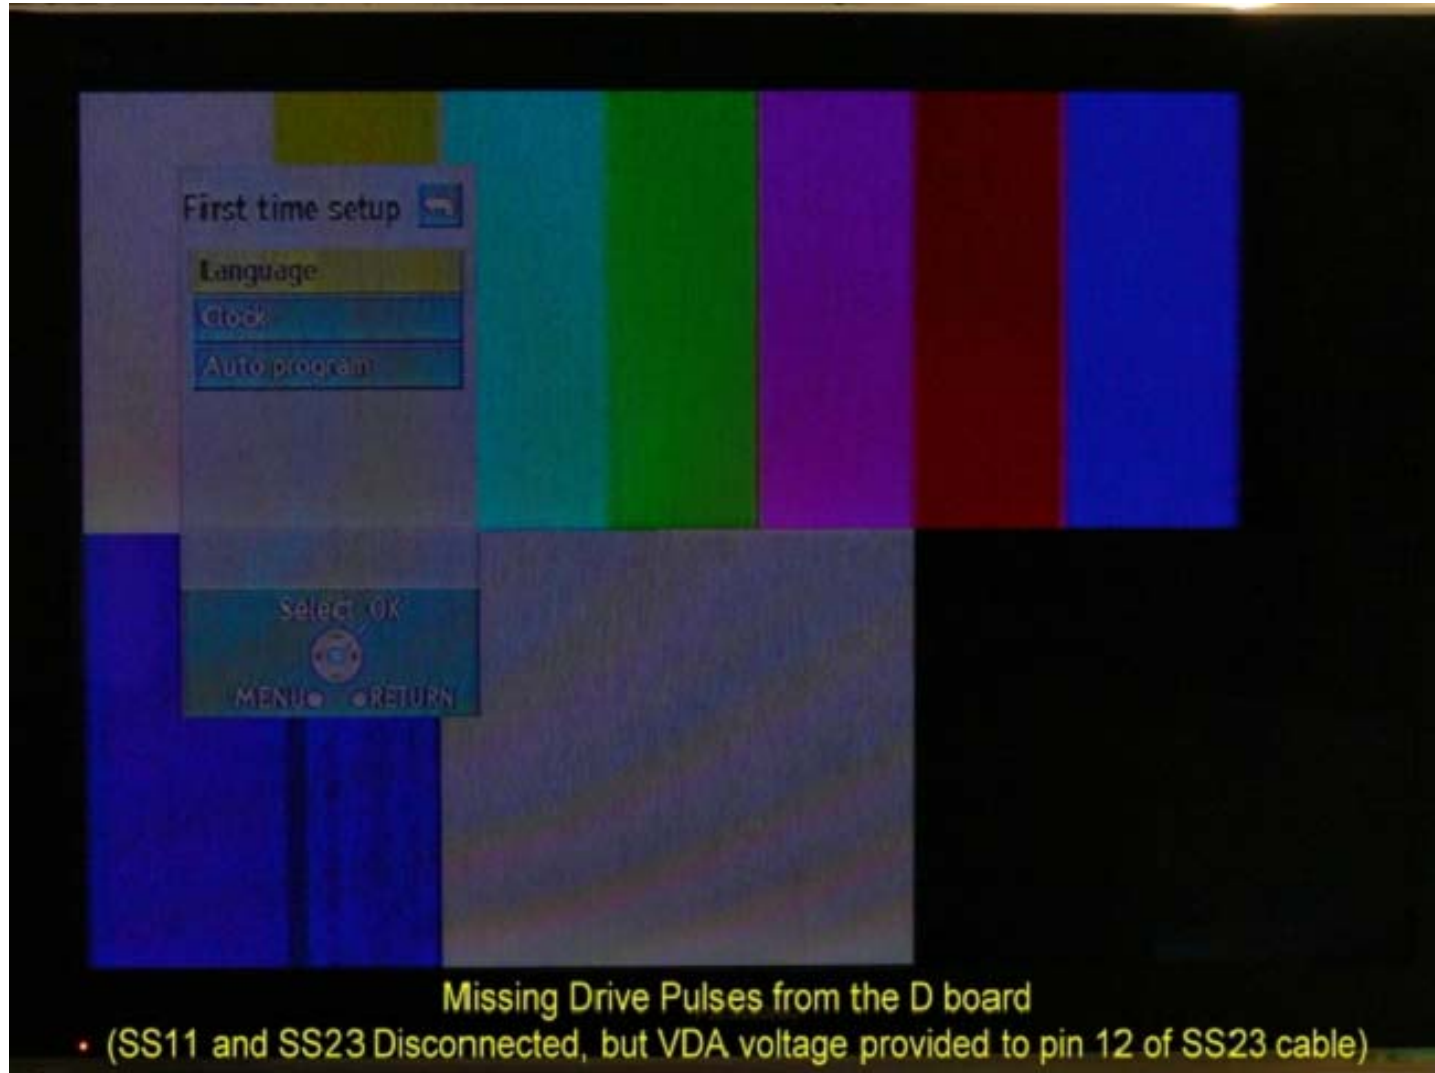 First time setup
Language
Clock
Auto program
Select OK
MENU RETURN
Missing Drive Pulses from the D board
(SS11 and SS23 Disconnected, but VDA voltage provided to pin 12 of SS23 cable)